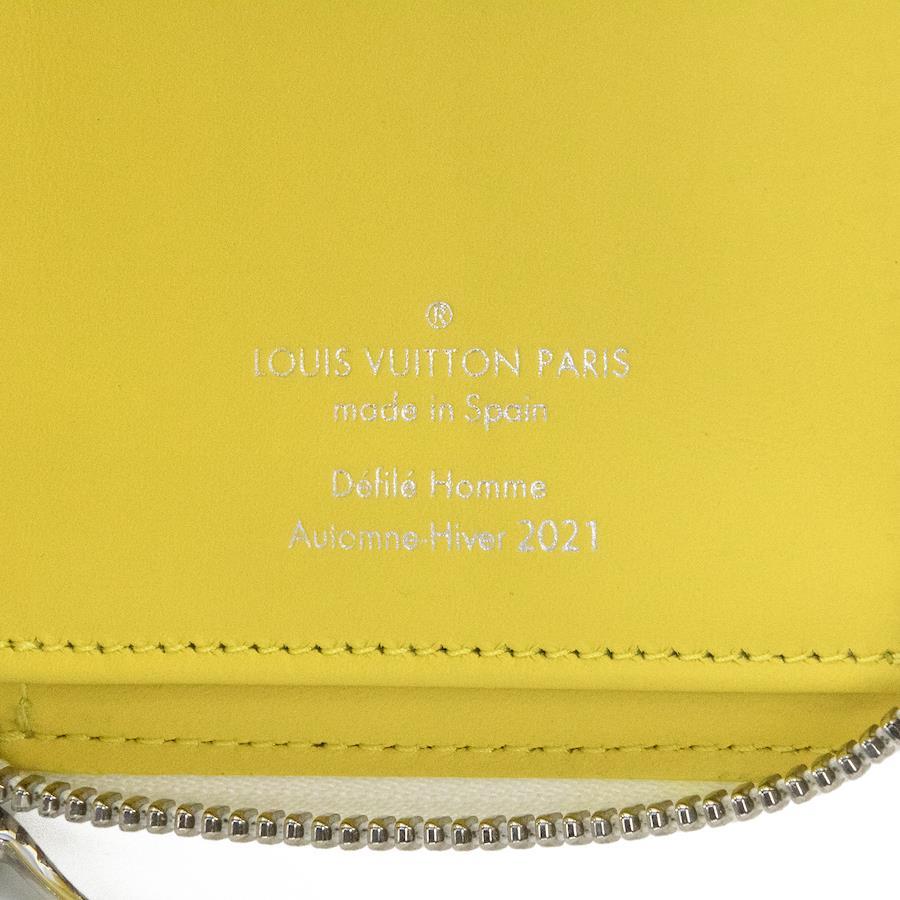 ®
LOUIS VUITTON PARIS
made in Spain
Défilé Homme
Automne-Hiver 2021